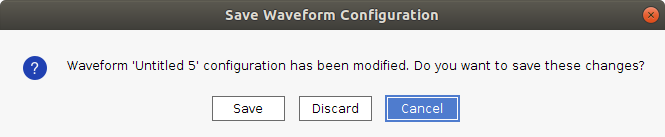 Save Waveform Configuration
Waveform 'Untitled 5' configuration has been modified. Do you want to save these changes?
Save Discard Cancel